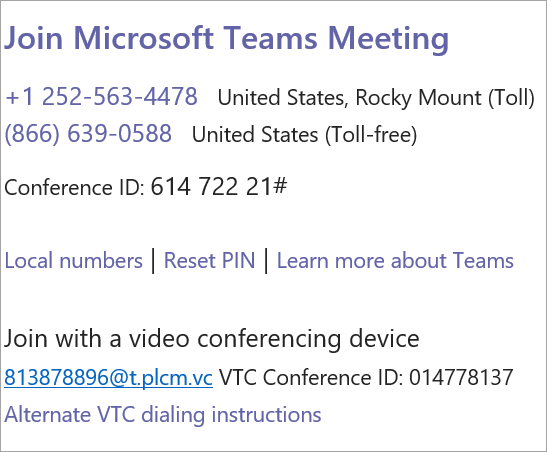 Join Microsoft Teams Meeting
+1 252-563-4478 United States, Rocky Mount (Toll)
(866) 639-0588 United States (Toll-free)
Conference ID: 614 722 21#
Local numbers | Reset PIN | Learn more about Teams
Join with a video conferencing device
813878896@t.plcm.vc VTC Conference ID: 014778137
Alternate VTC dialing instructions